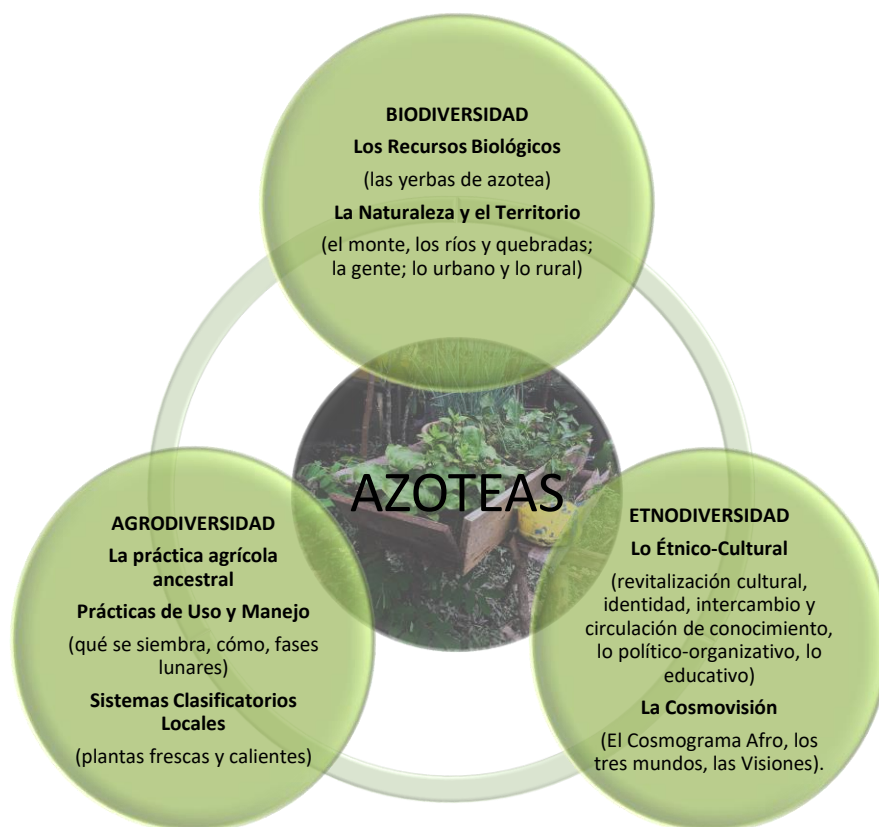 BIODIVERSIDAD
Los Recursos Biológicos
(las yerbas de azotea)
La Naturaleza y el Territorio
(el monte, los ríos y quebradas;
la gente; lo urbano y lo rural)
AZOTEAS
AGRODIVERSIDAD
La práctica agrícola
ancestral
Prácticas de Uso y Manejo
(qué se siembra, cómo, fases
lunares)
Sistemas Clasificatorios
Locales
(plantas frescas y calientes)
ETNODIVERSIDAD
Lo Étnico-Cultural
(revitalización cultural,
identidad, intercambio y
circulación de conocimiento,
lo político-organizativo, lo
educativo)
La Cosmovisión
(El Cosmograma Afro, los
tres mundos, las Visiones).